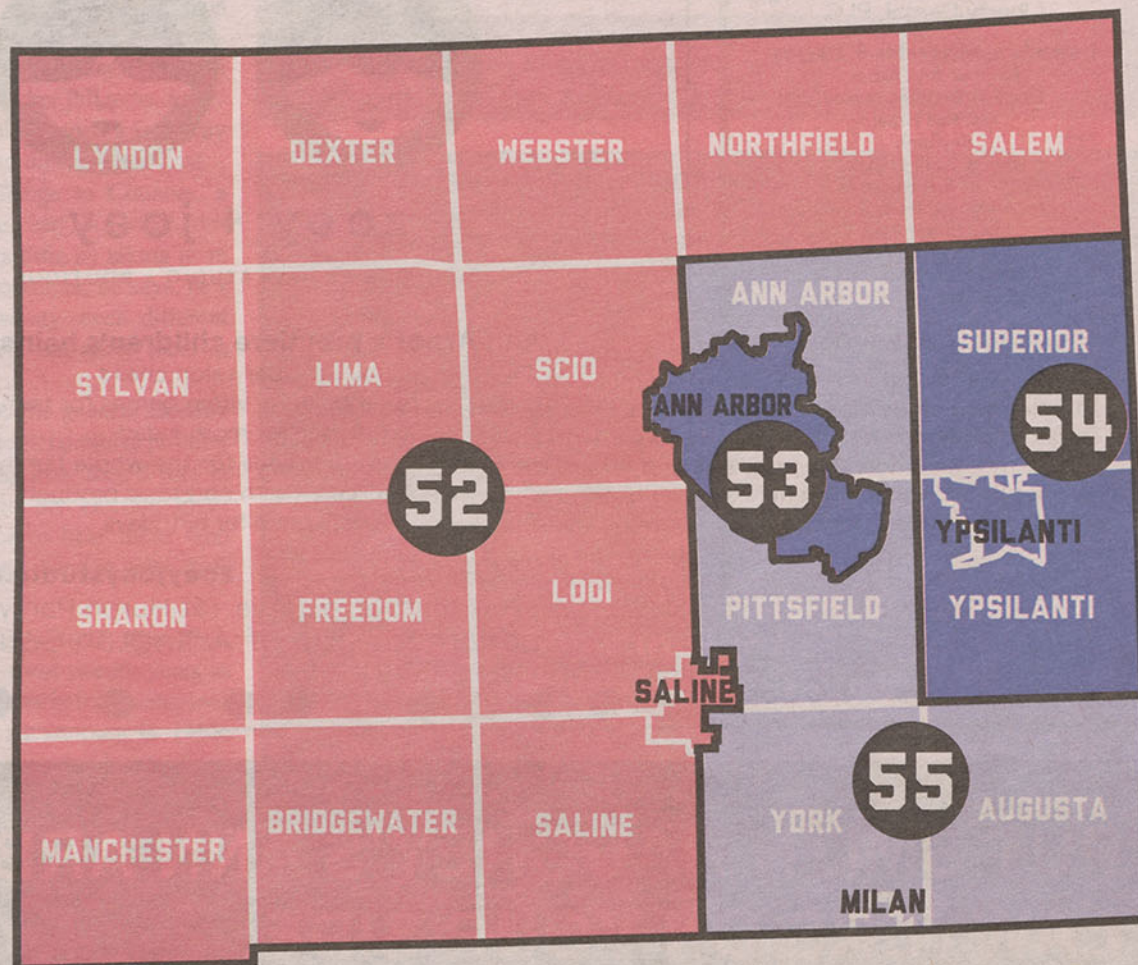 LYNDON
DEXTER
WEBSTER
NORTHFIELD
SALEM
SYLVAN
LIMA
SCIO
ANN ARBOR
SUPERIOR
ANN ARBOR
54
52
53
YPSILANTI
SHARON
FREEDOM
LODI
PITTSFIELD
YPSILANTI
SALINE
55
MANCHESTER
BRIDGEWATER
SALINE
YORK
AUGUSTA
MILAN